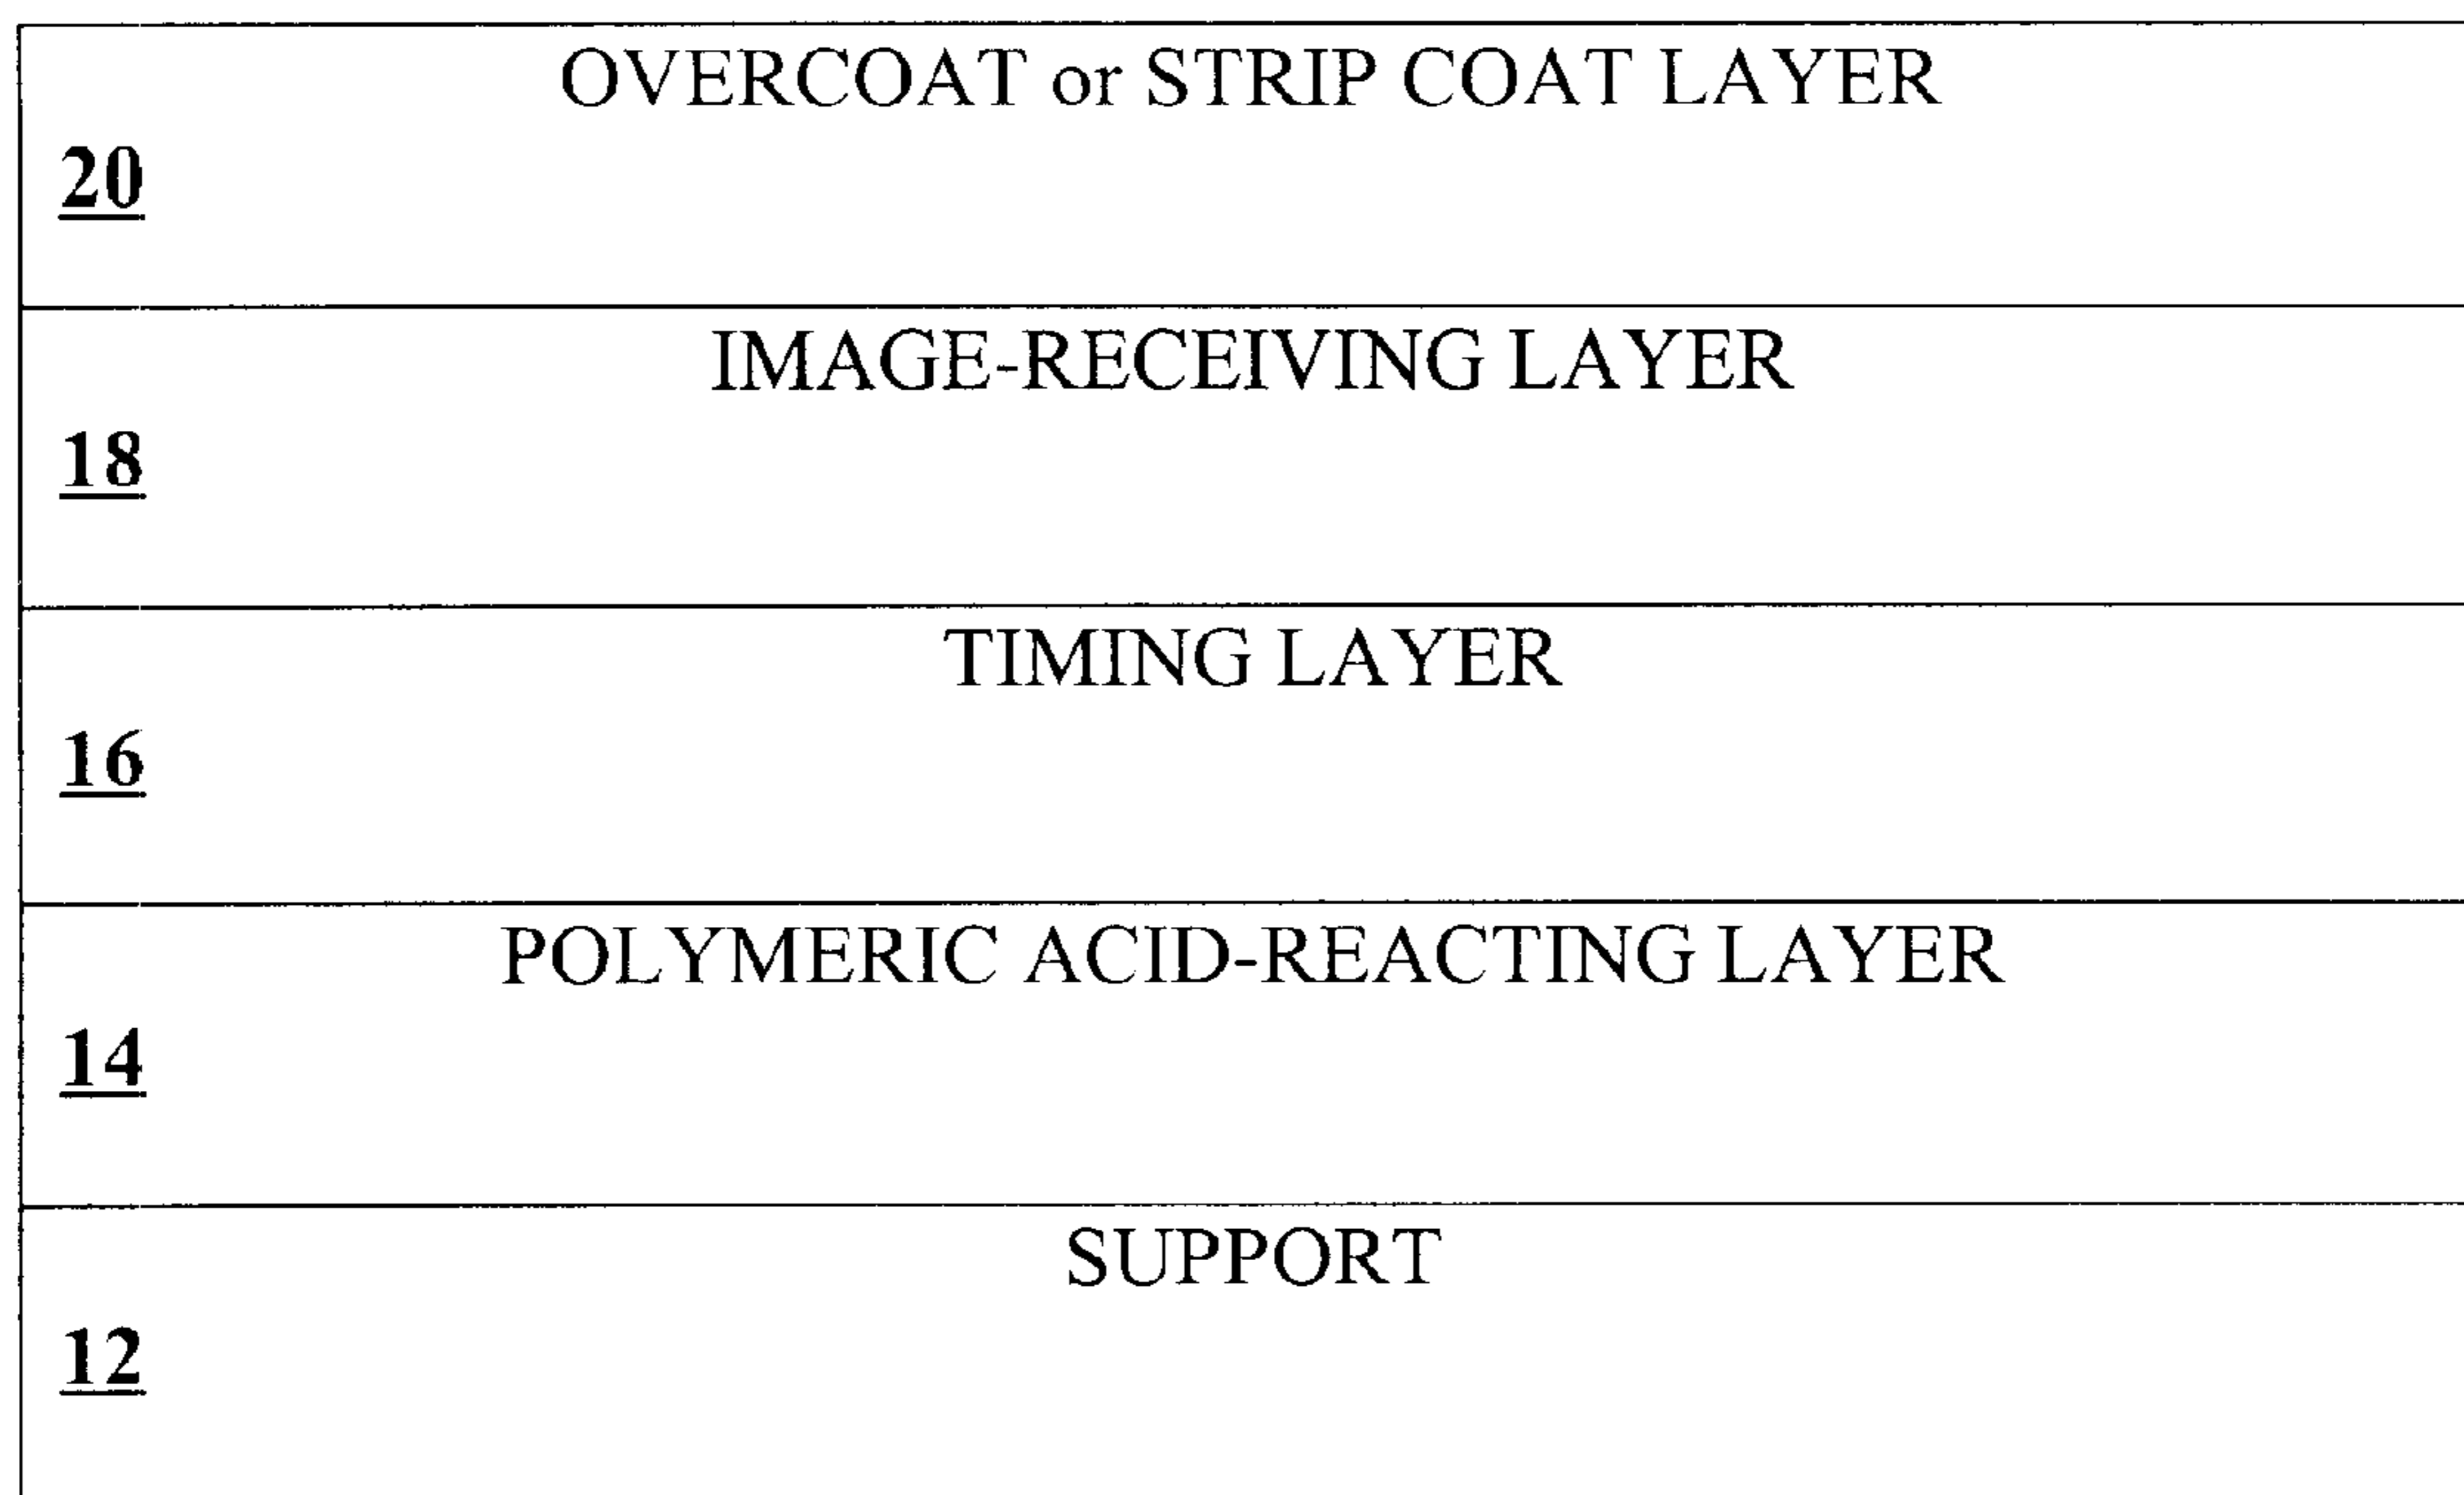 OVERCOAT or STRIP COAT LAYER
20
IMAGE-RECEIVING LAYER
18
TIMING LAYER
16
POLYMERIC ACID-REACTING LAYER
14
SUPPORT
12